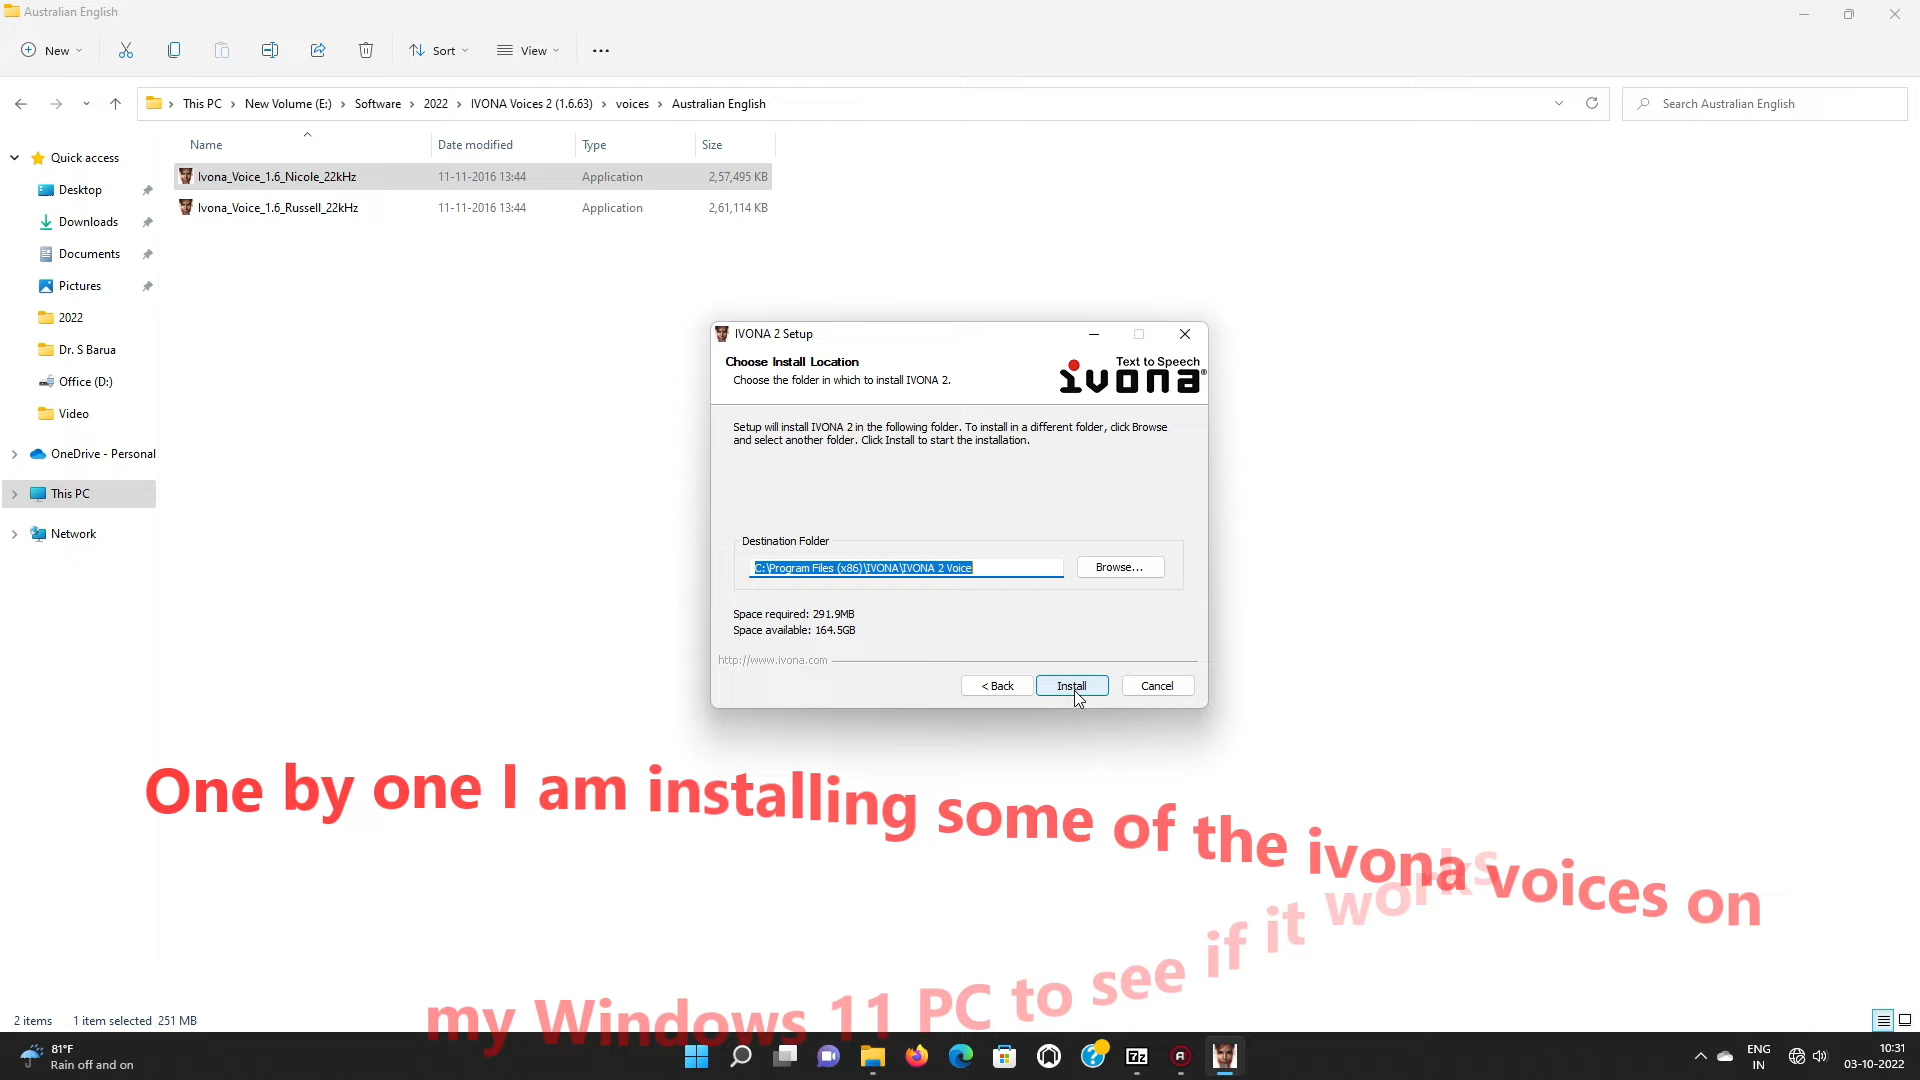 Australian English
New
Sort
View
This PC > New Volume (E:) > Software > 2022 > IVONA Voices 2 (1.6.63) > voices > Australian English
Search Australian English
Name Date modified Type Size
Ivona_Voice_1.6_Nicole_22kHz 11-11-2016 13:44 Application 2,57,495 KB
Ivona_Voice_1.6_Russell_22kHz 11-11-2016 13:44 Application 2,61,114 KB
Quick access
Desktop
Downloads
Documents
Pictures
2022
Dr. S Barua
Office (D:)
Video
OneDrive - Personal
This PC
Network
IVONA 2 Setup
Choose Install Location
Choose the folder in which to install IVONA 2.
Text to Speech
ivona®
Setup will install IVONA 2 in the following folder. To install in a different folder, click Browse
and select another folder. Click Install to start the installation.
Destination Folder
C:\Program Files (x86)\IVONA\IVONA 2 Voice
Browse...
Space required: 291.9MB
Space available: 164.5GB
http://www.ivona.com
< Back
Install
Cancel
One by one I am installing some of the ivona voices on
my Windows 11 PC to see if it works
2 items 1 item selected 251 MB
81°F
Rain off and on
7z
ENG
IN
10:31
03-10-2022